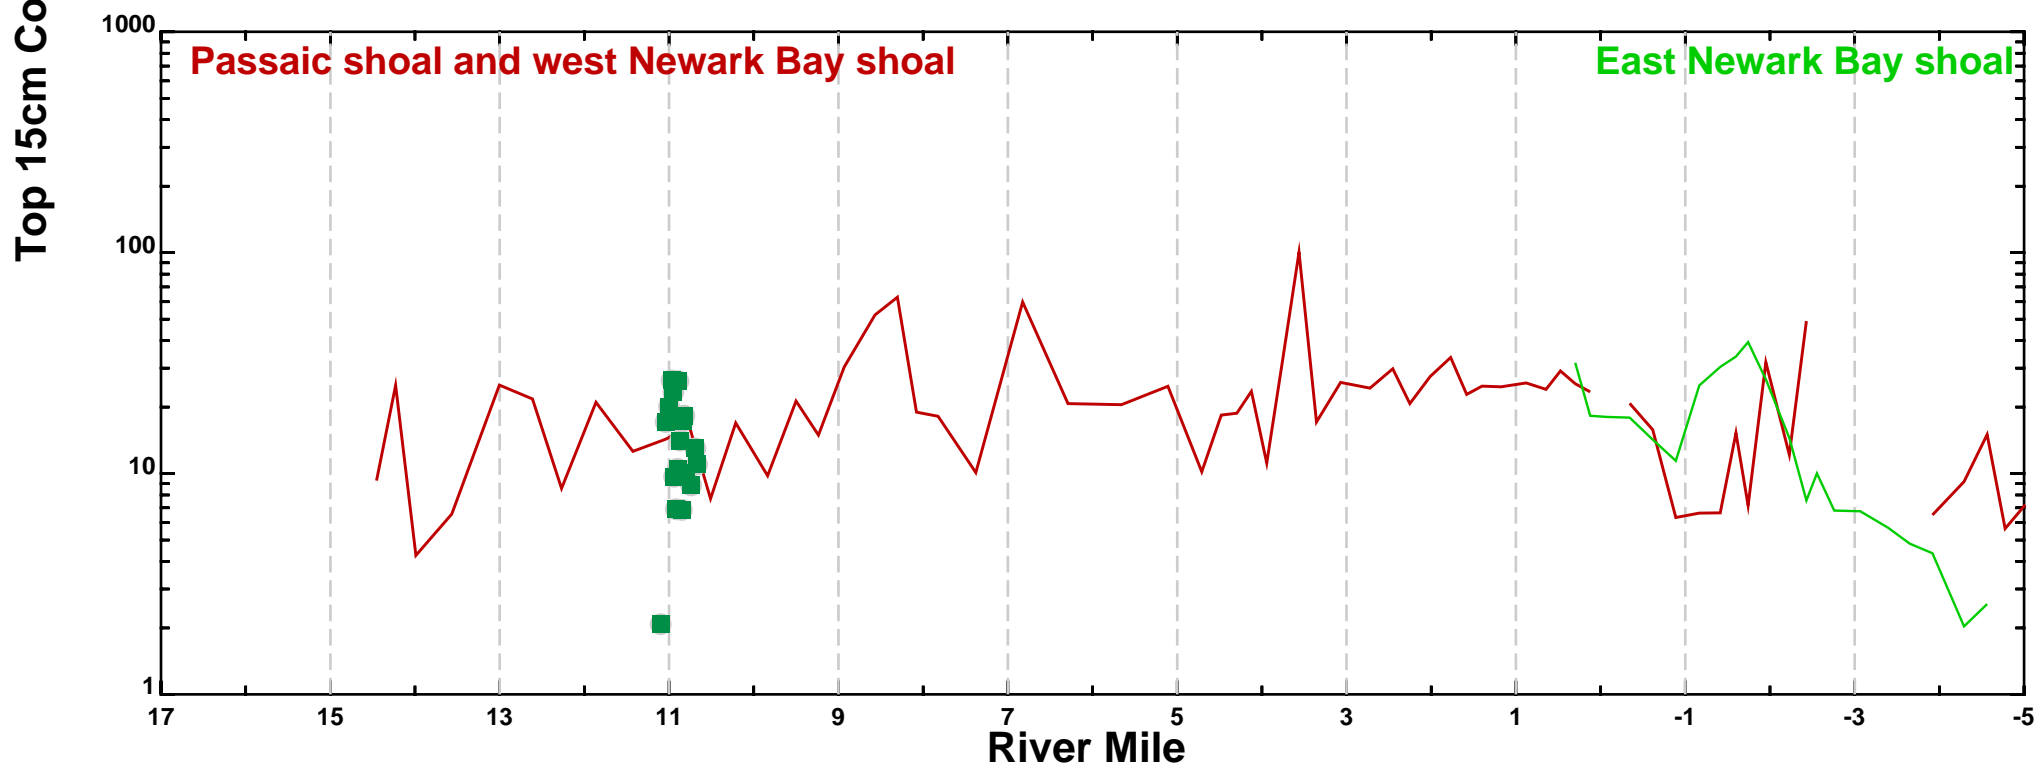 Top 15cm Co
1000
100
10
1
Passaic shoal and west Newark Bay shoal
East Newark Bay shoal
17 15 13 11 9 7 5 3 1 -1 -3 -5
River Mile